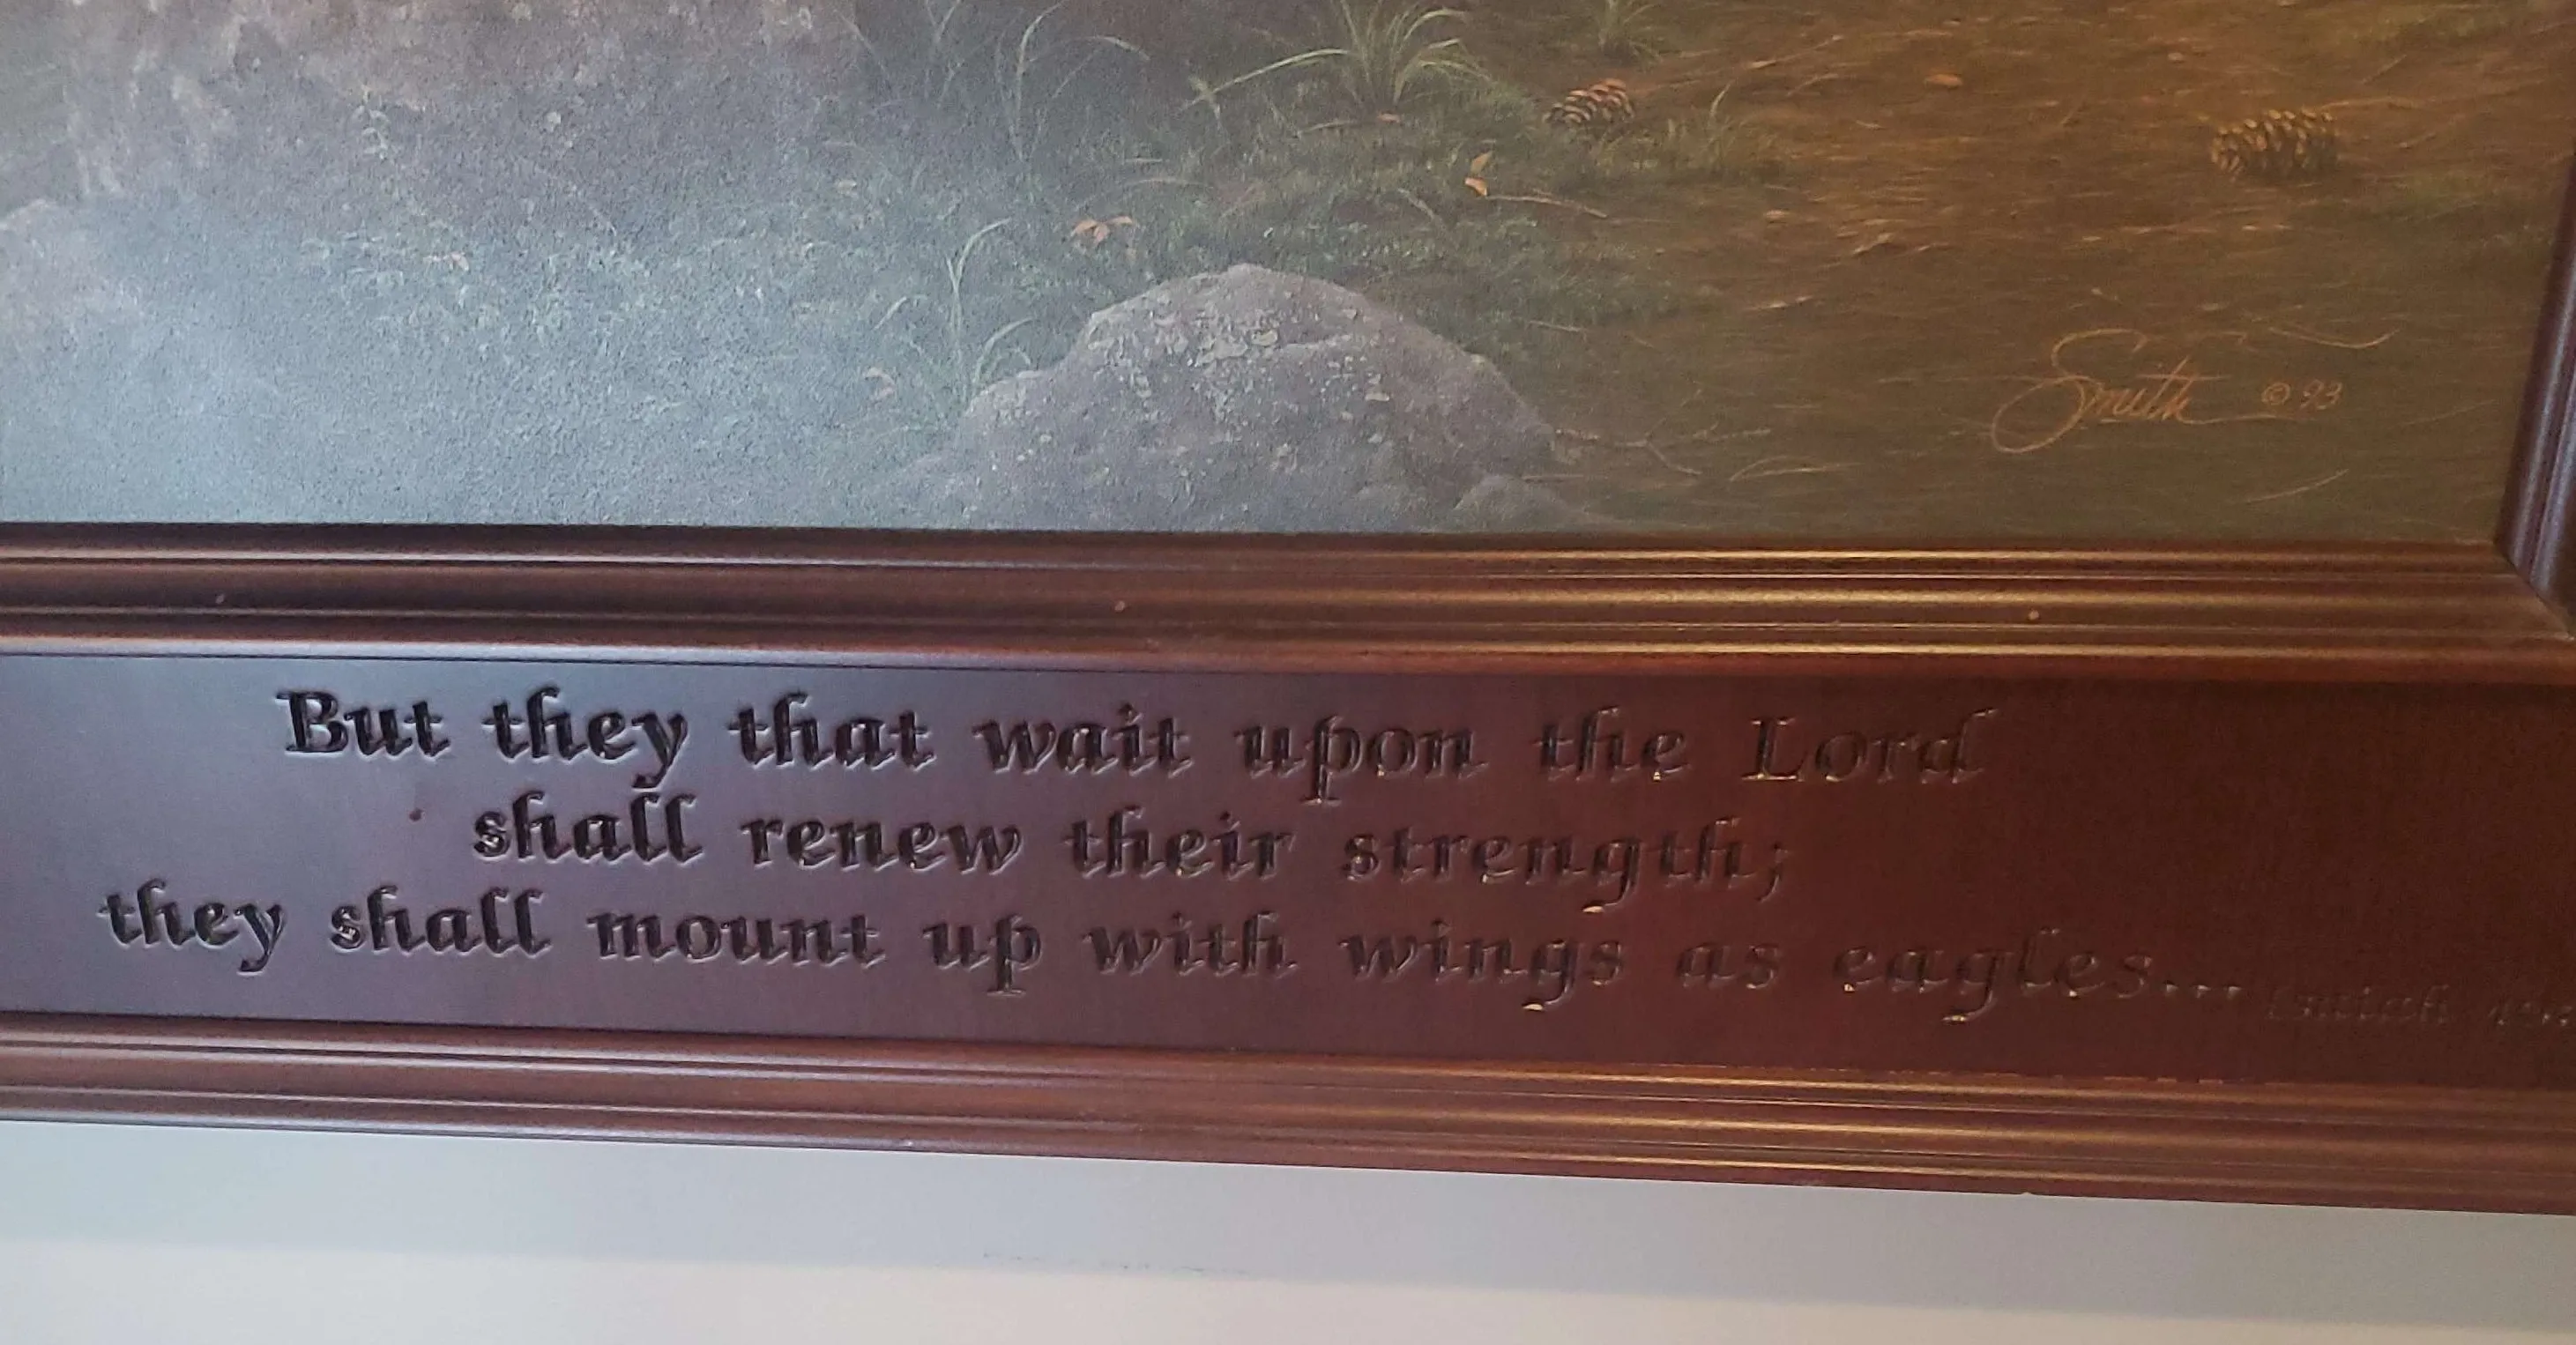 Smith © 93
But they that wait upon the Lord
shall renew their strength;
they shall mount up with wings as eagles...
Isaiah